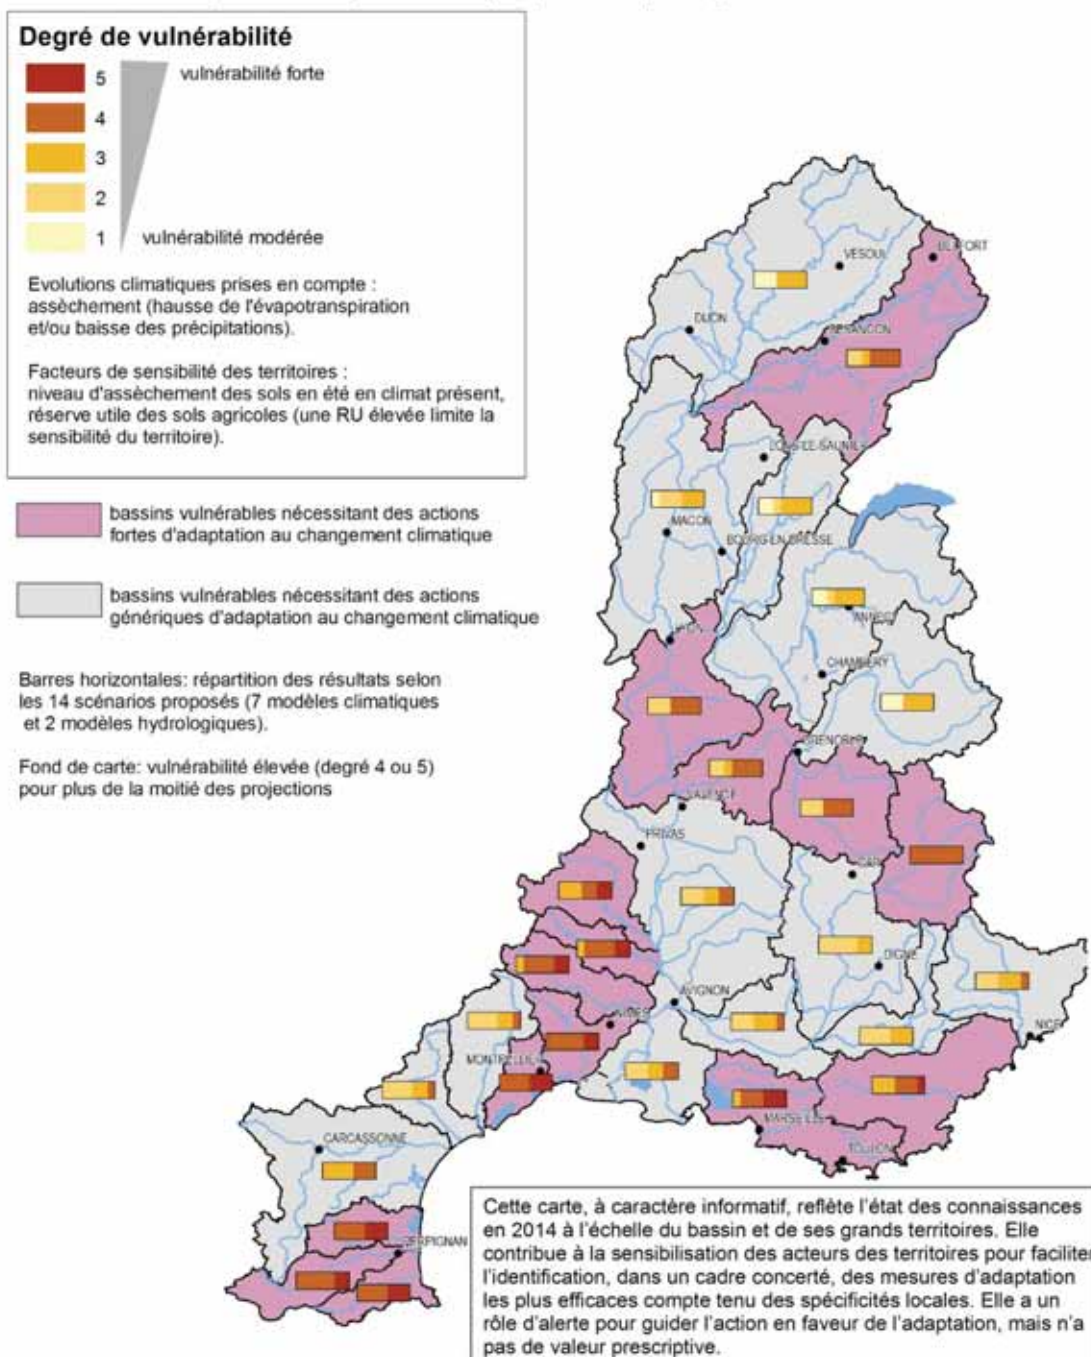 Degré de vulnérabilité
5
vulnérabilité forte
4
3
2
1
vulnérabilité modérée
Evolutions climatiques prises en compte :
assèchement (hausse de l'évapotranspiration
et/ou baisse des précipitations).
Facteurs de sensibilité des territoires :
niveau d'assèchement des sols en été en climat présent,
réserve utile des sols agricoles (une RU élevée limite la
sensibilité du territoire).
bassins vulnérables nécessitant des actions
fortes d'adaptation au changement climatique
bassins vulnérables nécessitant des actions
génériques d'adaptation au changement climatique
Barres horizontales: répartition des résultats selon
les 14 scénarios proposés (7 modèles climatiques
et 2 modèles hydrologiques).
Fond de carte: vulnérabilité élevée (degré 4 ou 5)
pour plus de la moitié des projections
BELFORT
VESOUL
DIJON
BESANCON
LONS-LE-SAUNIER
MACON
BOURG-EN-BRESSE
ANNECY
LYON
CHAMBERY
GRENOBLE
VALENCE
PRIVAS
GAP
DIGNE
AVIGNON
NIMES
NICE
MONTPELLIER
MARSEILLE
TOULON
CARCASSONNE
PERPIGNAN
Cette carte, à caractère informatif, reflète l'état des connaissances
en 2014 à l'échelle du bassin et de ses grands territoires. Elle
contribue à la sensibilisation des acteurs des territoires pour faciliter
l'identification, dans un cadre concerté, des mesures d'adaptation
les plus efficaces compte tenu des spécificités locales. Elle a un
rôle d'alerte pour guider l'action en faveur de l'adaptation, mais n'a
pas de valeur prescriptive.